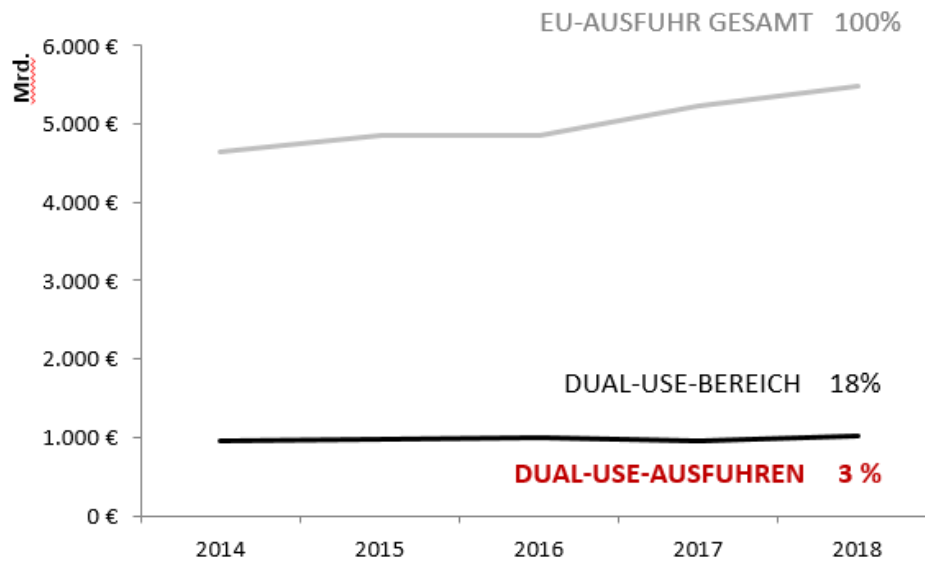 EU-AUSFUHR GESAMT 100%
Mrd.
6.000 €
5.000 €
4.000 €
3.000 €
2.000 €
DUAL-USE-BEREICH 18%
1.000 €
DUAL-USE-AUSFUHREN 3 %
0 €
2014 2015 2016 2017 2018